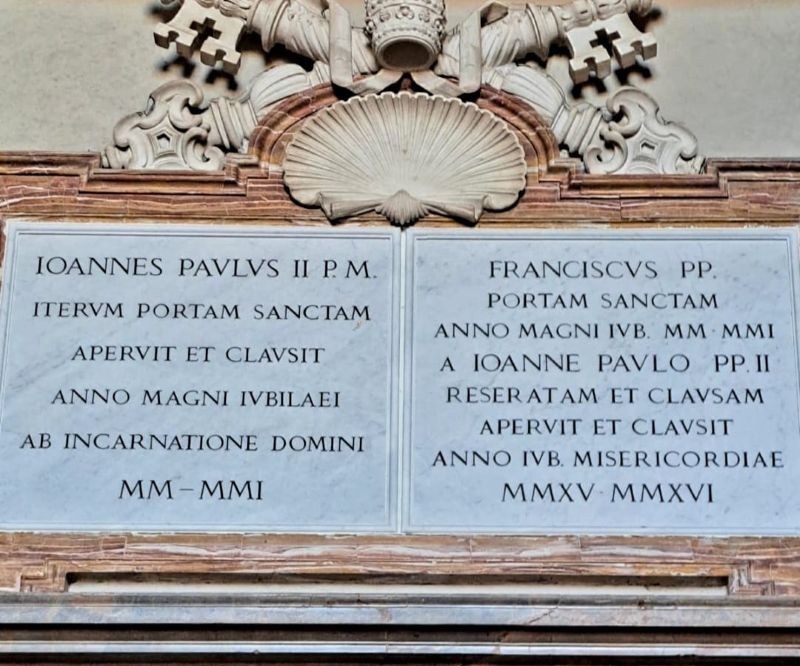 IOANNES PAVLVS II P. M.
ITERVM PORTAM SANCTAM
APERVIT ET CLAVSIT
ANNO MAGNI IVBILAEI
AB INCARNATIONE DOMINI
MM–MMI
FRANCISCVS PP.
PORTAM SANCTAM
ANNO MAGNI IVB. MM·MMI
A IOANNE PAVLO PP. II
RESERATAM ET CLAVSAM
APERVIT ET CLAVSIT
ANNO IVB. MISERICORDIAE
MMXV·MMXVI